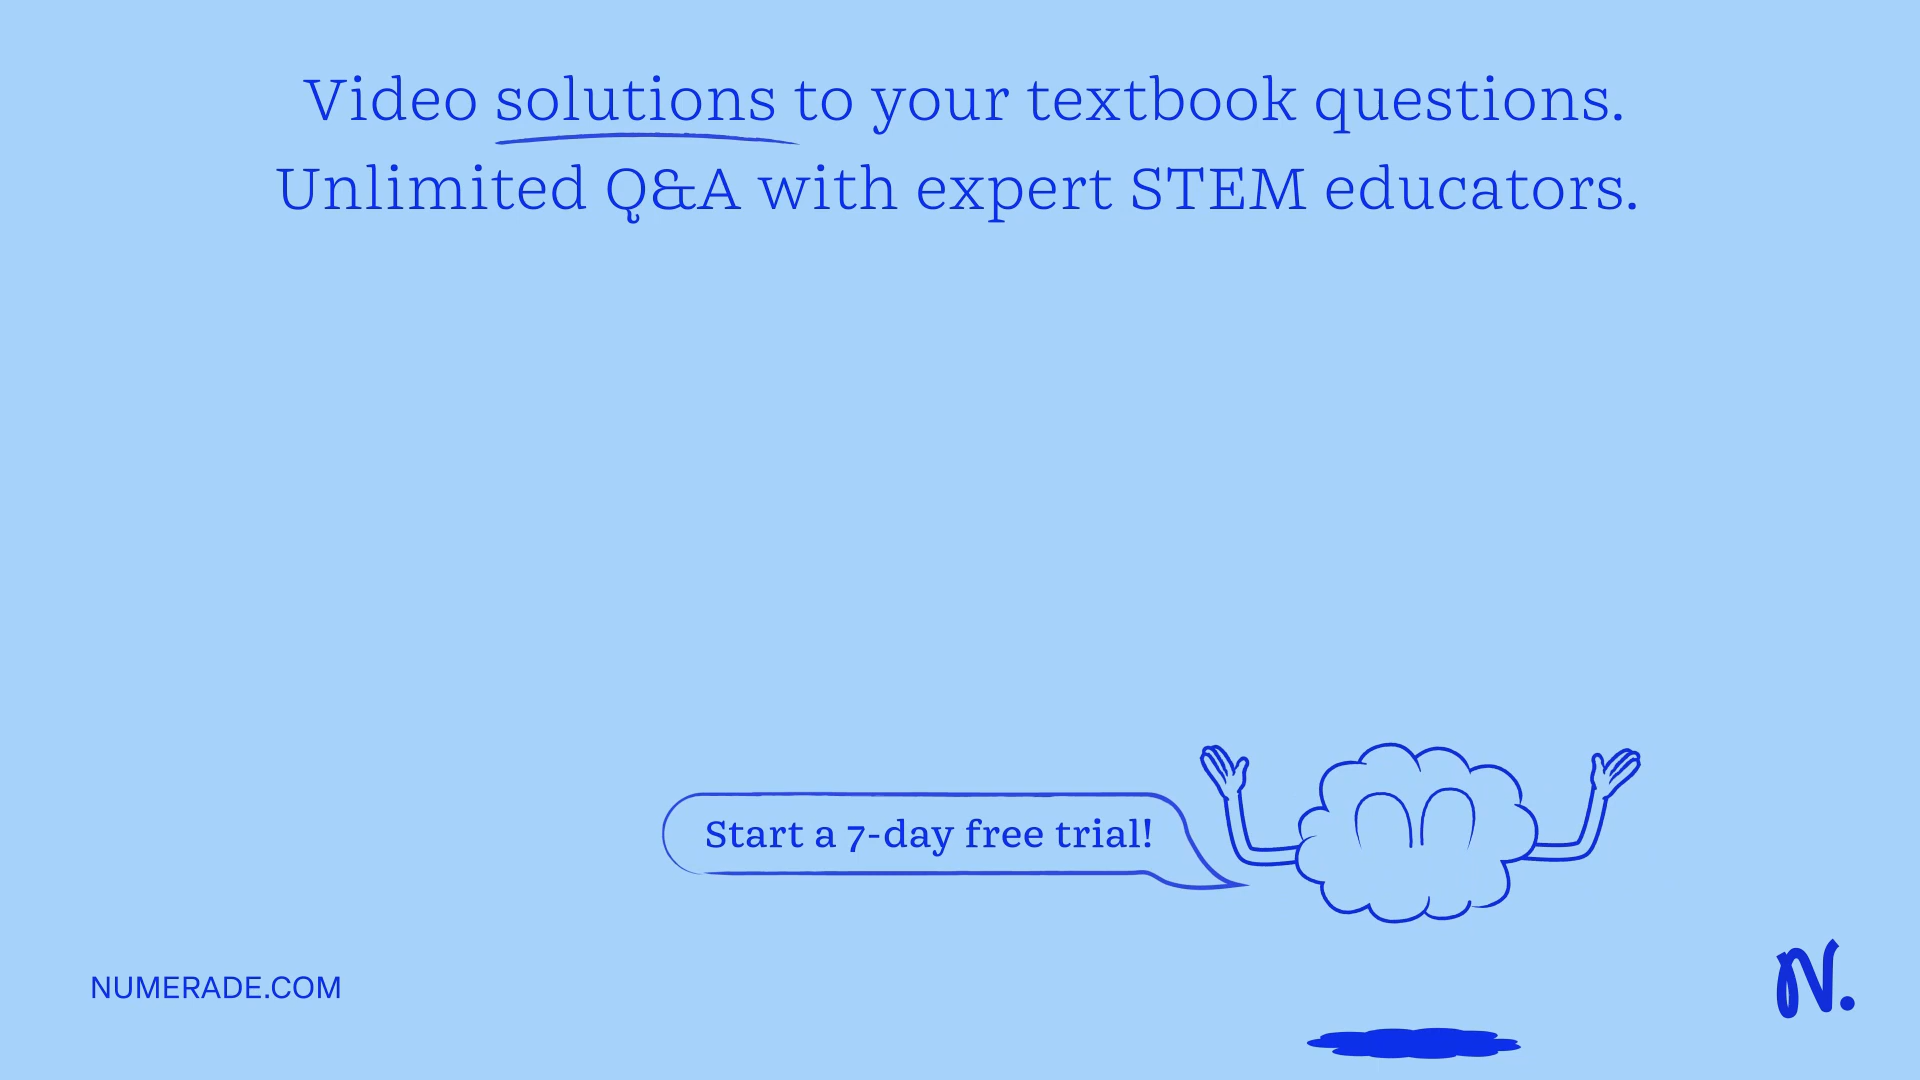 Video solutions to your textbook questions.
Unlimited Q&A with expert STEM educators.
Start a 7-day free trial!
NUMERADE.COM
N.